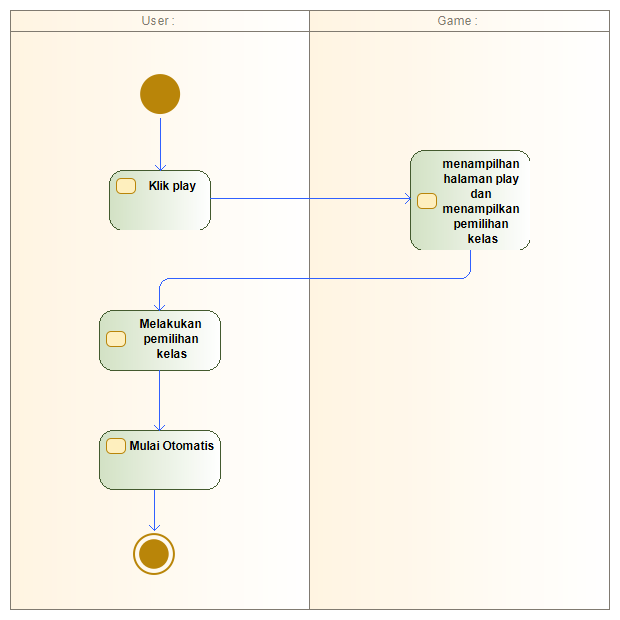 User :
Game :
Klik play
menampilhan
halaman play
dan
menampilkan
pemilihan
kelas
Melakukan
pemilihan
kelas
Mulai Otomatis